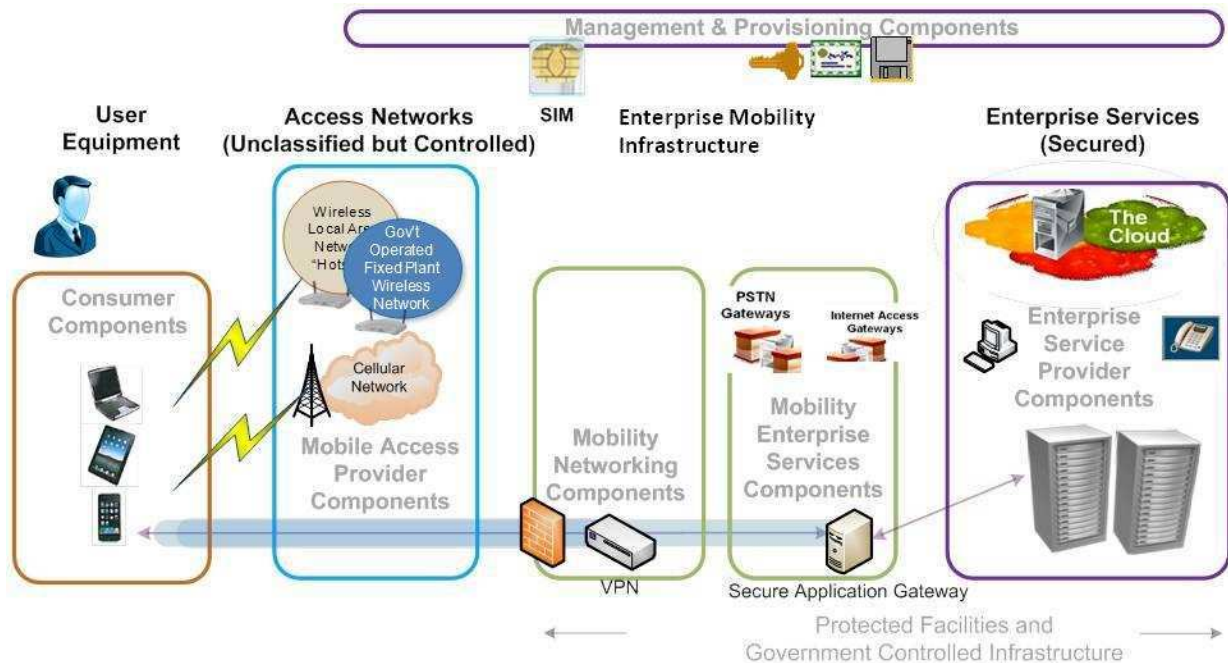 Management & Provisioning Components
User
Equipment
Access Networks
(Unclassified but Controlled)
SIM
Enterprise Mobility
Infrastructure
Enterprise Services
(Secured)
Wireless
Local
Gov't
Operated
Fixed Plant
Wireless
Network
Cellular
Network
Consumer
Components
Mobile Access
Provider
Components
Mobility
Networking
Components
VPN
PSTN
Gateways
Internet Access
Gateways
Mobility
Enterprise
Services
Components
Secure Application Gateway
The
Cloud
Enterprise
Service
Provider
Components
Protected Facilities and
Government Controlled Infrastructure